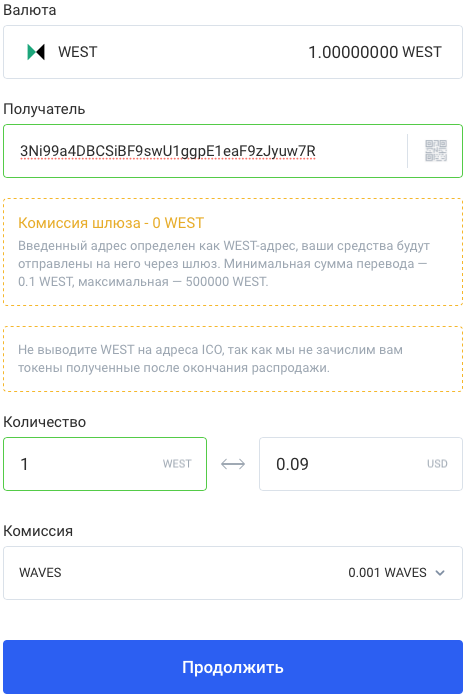 Валюта
WEST 1.00000000 WEST
Получатель
3Ni99a4DBCSiBF9swU1ggpE1eaF9zJyuw7R
Комиссия шлюза - 0 WEST
Введенный адрес определен как WEST-адрес, ваши средства будут
отправлены на него через шлюз. Минимальная сумма перевода —
0.1 WEST, максимальная — 500000 WEST.
Не выводите WEST на адреса ICO, так как мы не зачислим вам
токены полученные после окончания распродажи.
Количество
1 WEST 0.09 USD
Комиссия
WAVES 0.001 WAVES
Продолжить